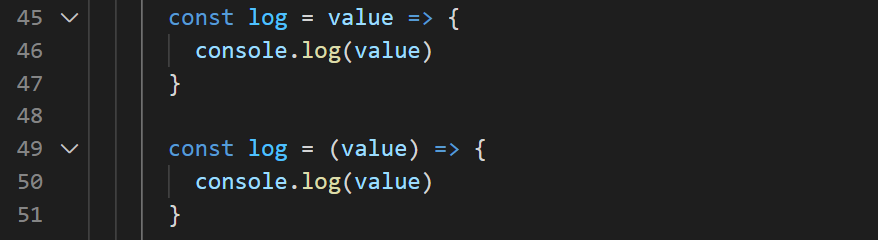 45 const log = value => {
46 console.log(value)
47 }
48
49 const log = (value) => {
50 console.log(value)
51 }